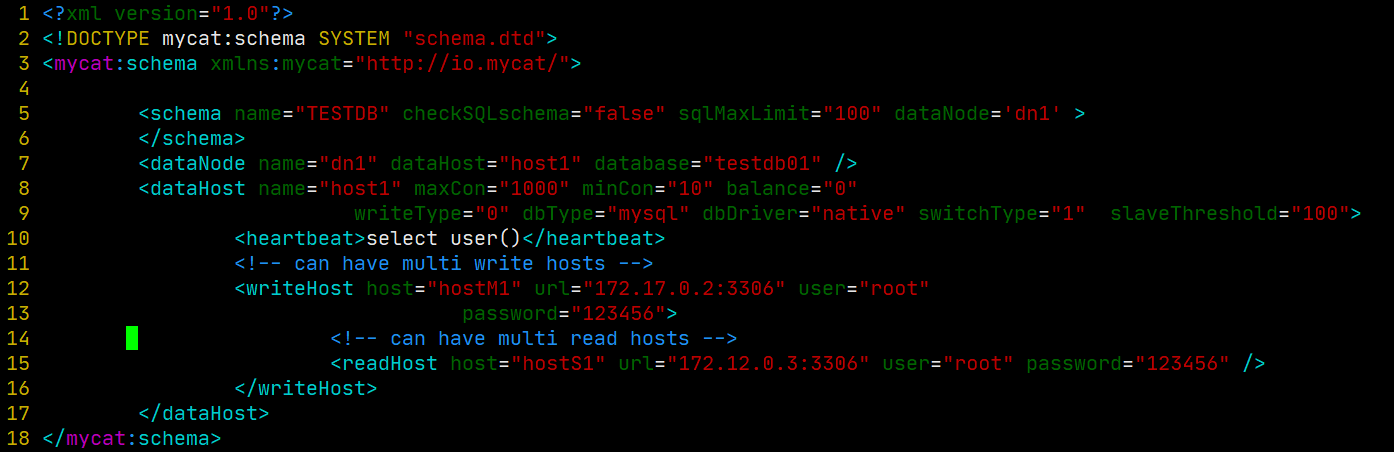 1 <?xml version="1.0"?>
2 <!DOCTYPE mycat:schema SYSTEM "schema.dtd">
3 <mycat:schema xmlns:mycat="http://io.mycat/">
4
5         <schema name="TESTDB" checkSQLschema="false" sqlMaxLimit="100" dataNode='dn1' >
6         </schema>
7         <dataNode name="dn1" dataHost="host1" database="testdb01" />
8         <dataHost name="host1" maxCon="1000" minCon="10" balance="0"
9                           writeType="0" dbType="mysql" dbDriver="native" switchType="1"  slaveThreshold="100">
10                 <heartbeat>select user()</heartbeat>
11                 <!-- can have multi write hosts -->
12                 <writeHost host="hostM1" url="172.17.0.2:3306" user="root"
13                                    password="123456">
14                         <!-- can have multi read hosts -->
15                         <readHost host="hostS1" url="172.12.0.3:3306" user="root" password="123456" />
16                 </writeHost>
17         </dataHost>
18 </mycat:schema>